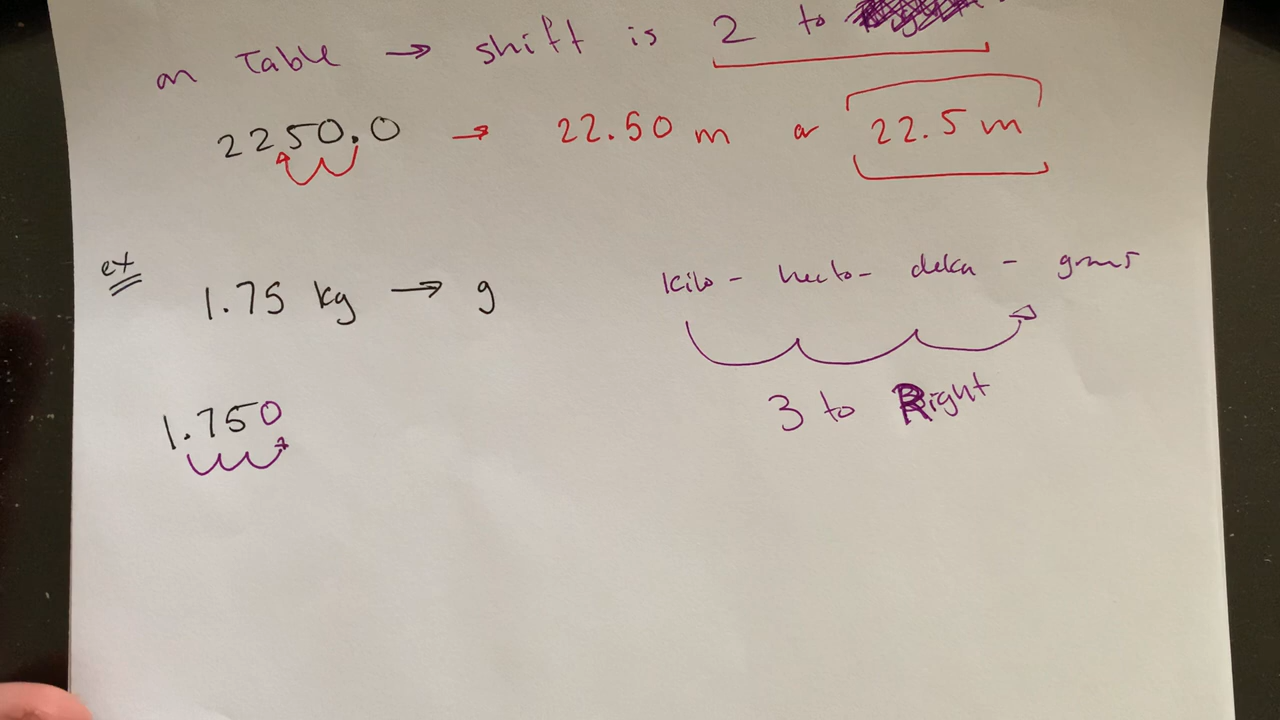 on Table → shift is 2 to
2250.0 → 22.50 m or 22.5 m
ex
1.75 kg → g
kilo - hecto - deka - grams
3 to Right
1.750